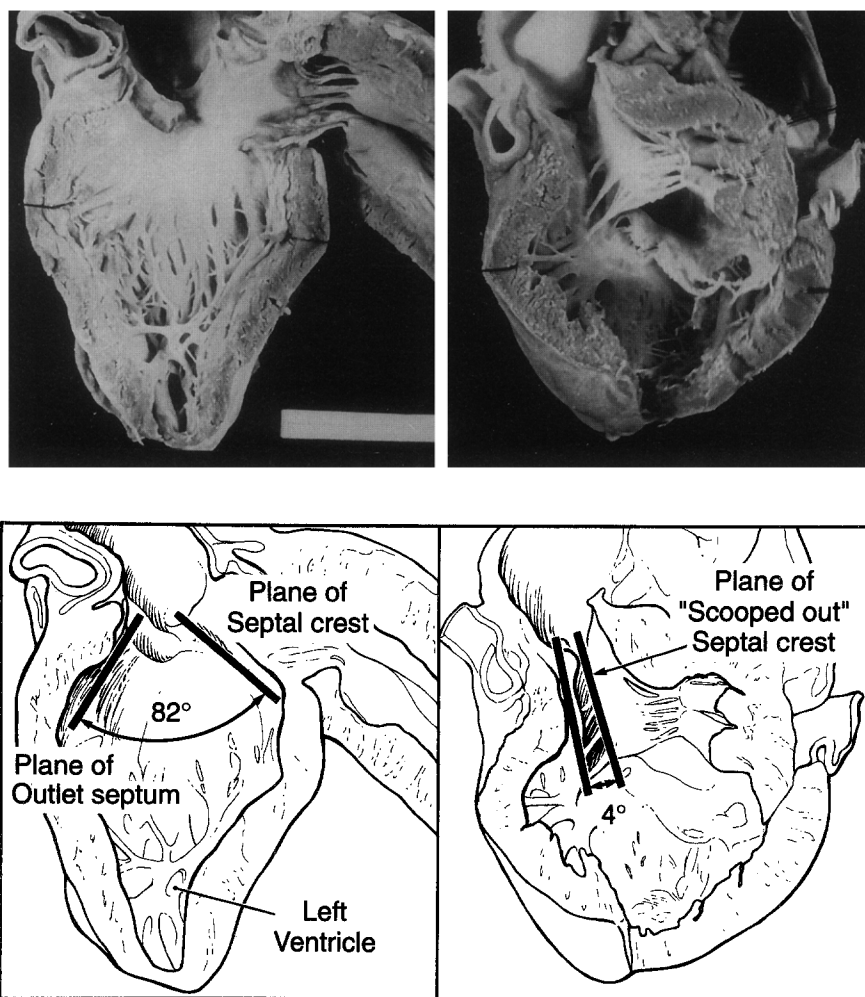 Plane of
Septal crest
82°
Plane of
Outlet septum
Left
Ventricle
Plane of
"Scooped out"
Septal crest
4°